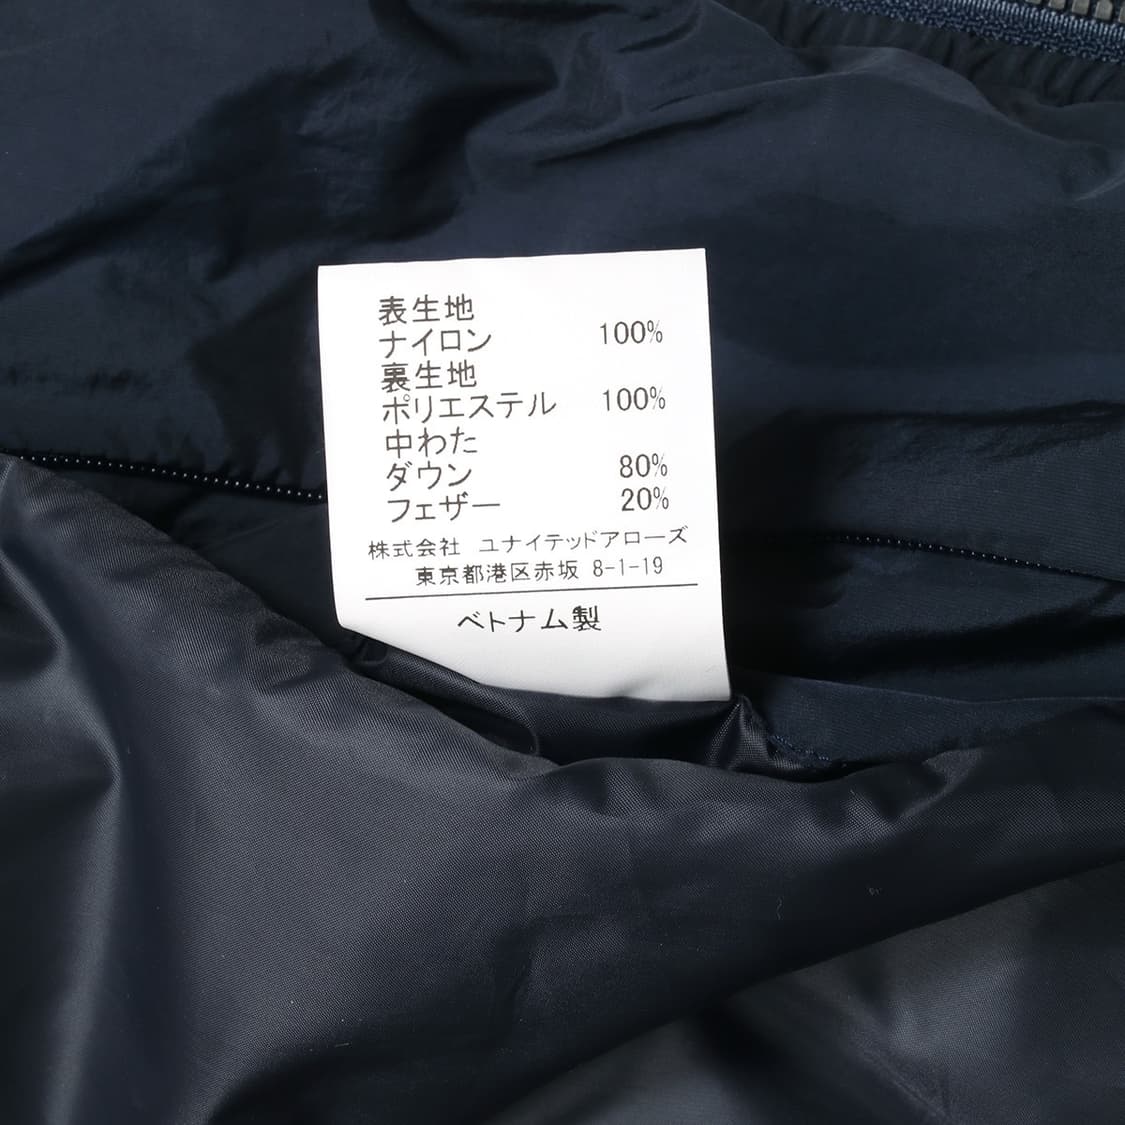 表生地
ナイロン 100%
裏生地
ポリエステル 100%
中わた
ダウン 80%
フェザー 20%
株式会社 ユナイテッドアローズ
東京都港区赤坂 8-1-19
ベトナム製